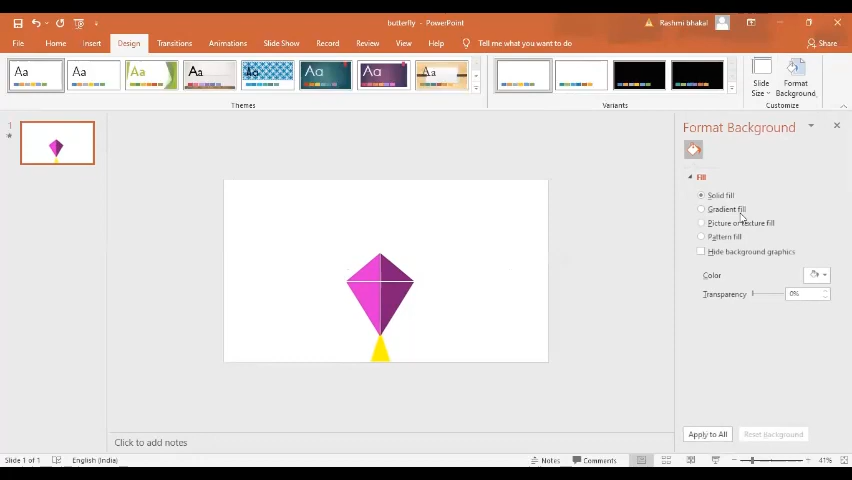 butterfly - PowerPoint
Rashmi bhakal
File Home Insert Design Transitions Animations Slide Show Record Review View Help Tell me what you want to do Share
Aa Aa Aa Aa Aa Aa Aa Aa
Slide Size
Format Background
Themes Variants Customize
1
Format Background
Fill
Solid fill
Gradient fill
Picture or texture fill
Pattern fill
Hide background graphics
Color
Transparency 0%
Apply to All Reset Background
Click to add notes
Slide 1 of 1 English (India) Notes Comments 41%